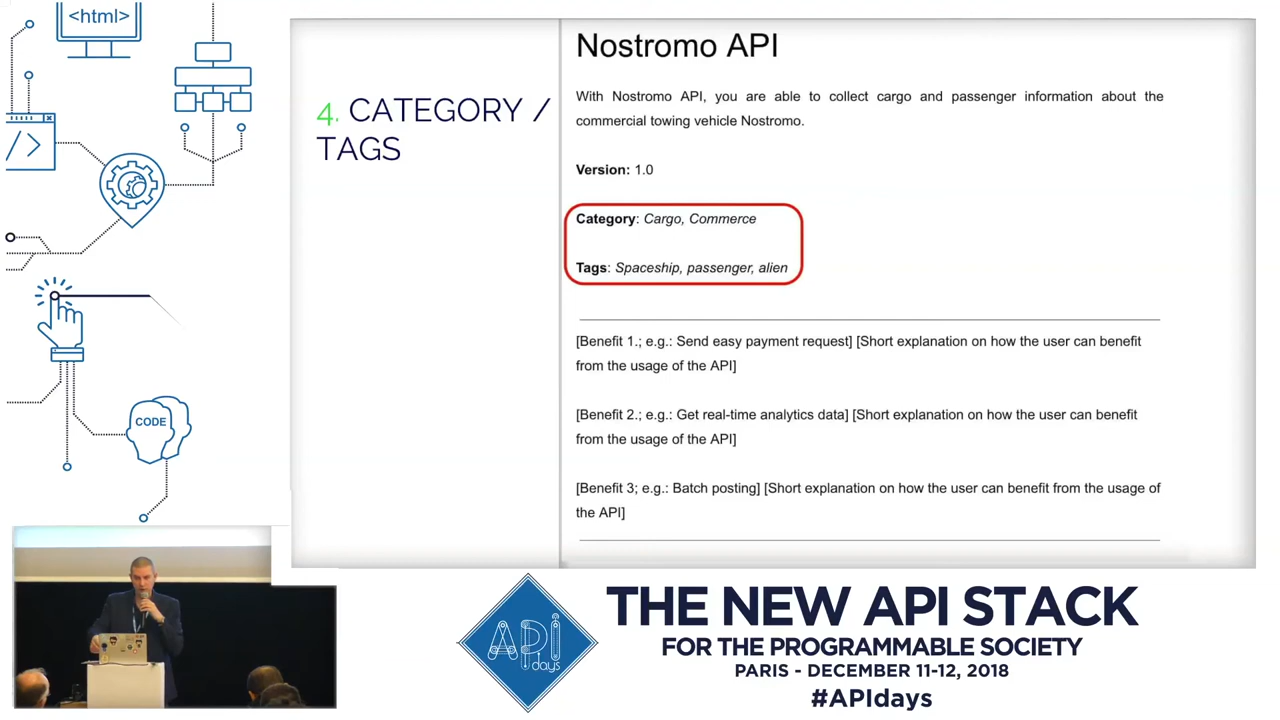 <html>
</>
CODE
4. CATEGORY /
TAGS
Nostromo API
With Nostromo API, you are able to collect cargo and passenger information about the
commercial towing vehicle Nostromo.
Version: 1.0
Category: Cargo, Commerce
Tags: Spaceship, passenger, alien
[Benefit 1.; e.g.: Send easy payment request] [Short explanation on how the user can benefit
from the usage of the API]
[Benefit 2.; e.g.: Get real-time analytics data] [Short explanation on how the user can benefit
from the usage of the API]
[Benefit 3; e.g.: Batch posting] [Short explanation on how the user can benefit from the usage of
the API]
API
days
THE NEW API STACK
FOR THE PROGRAMMABLE SOCIETY
PARIS - DECEMBER 11-12, 2018
#APIdays